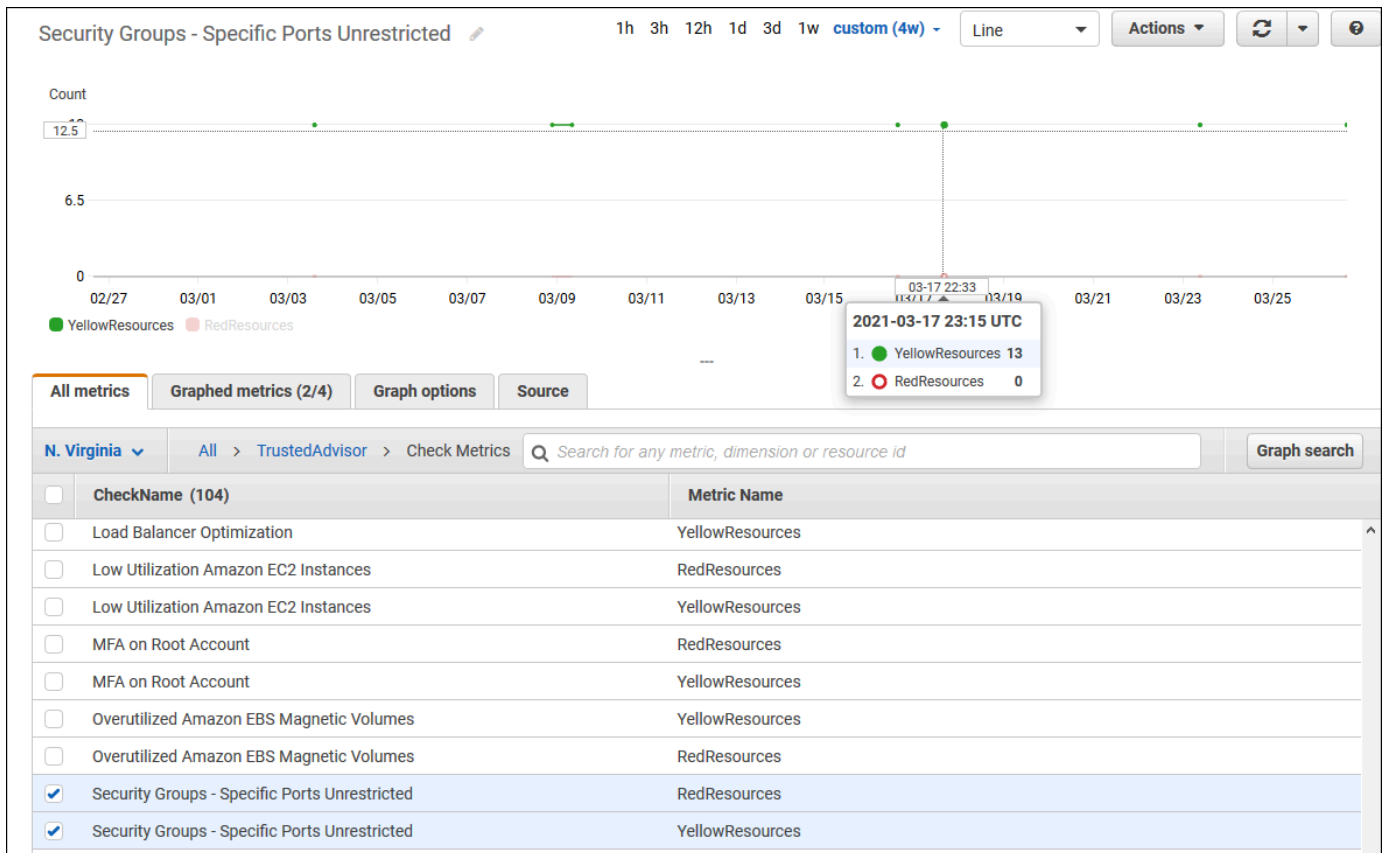 Security Groups - Specific Ports Unrestricted 1h 3h 12h 1d 3d 1w custom (4w) Line Actions
Count
12.5
6.5
0
02/27 03/01 03/03 03/05 03/07 03/09 03/11 03/13 03/15 03/17 03/19 03/21 03/23 03/25
03-17 22:33
YellowResources RedResources
2021-03-17 23:15 UTC
1. YellowResources 13
2. RedResources 0
All metrics Graphed metrics (2/4) Graph options Source
N. Virginia All > TrustedAdvisor > Check Metrics Search for any metric, dimension or resource id Graph search
CheckName (104) Metric Name
Load Balancer Optimization YellowResources
Low Utilization Amazon EC2 Instances RedResources
Low Utilization Amazon EC2 Instances YellowResources
MFA on Root Account RedResources
MFA on Root Account YellowResources
Overutilized Amazon EBS Magnetic Volumes YellowResources
Overutilized Amazon EBS Magnetic Volumes RedResources
Security Groups - Specific Ports Unrestricted RedResources
Security Groups - Specific Ports Unrestricted YellowResources